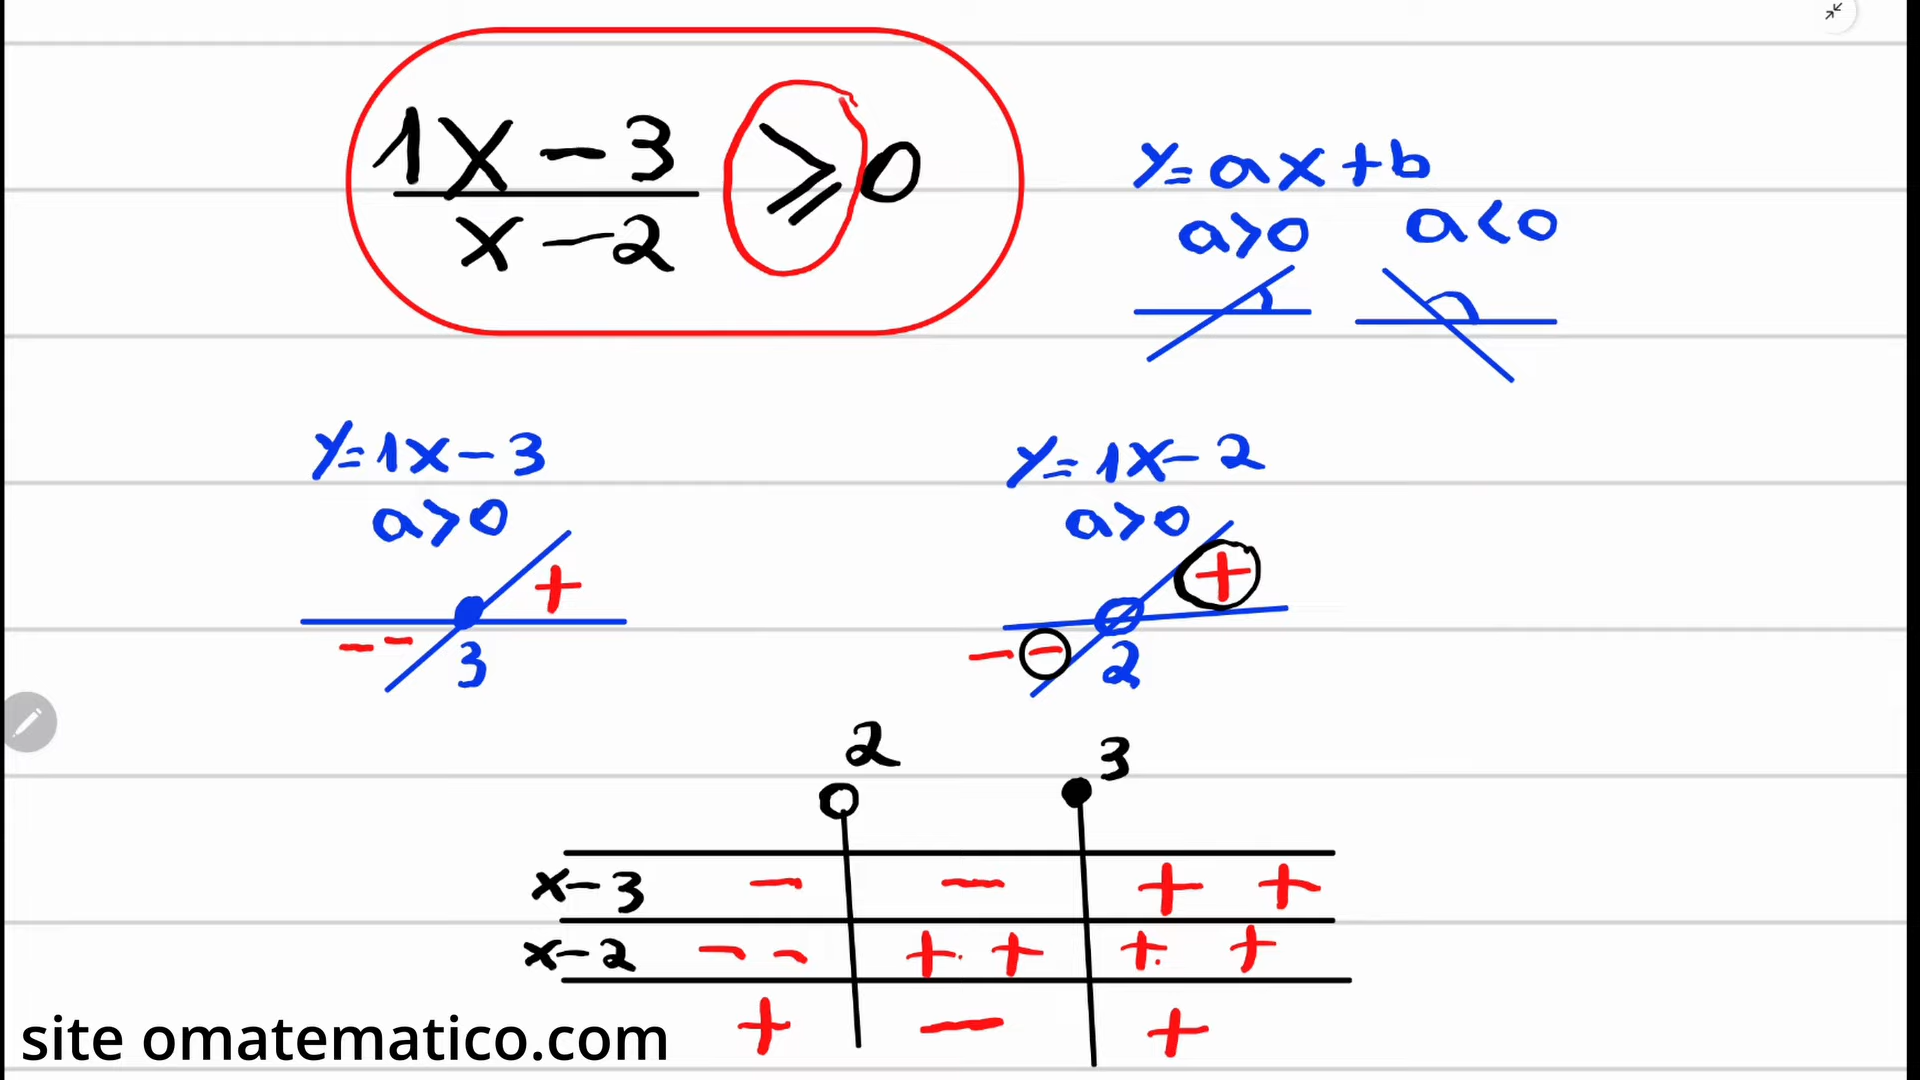 1x - 3
x - 2
≥ 0
y = ax + b
a > 0
a < 0
y = 1x - 3
a > 0
+
- -
3
y = 1x - 2
a > 0
+
- -
2
2
3
x - 3 - - + +
x - 2 - - + + + +
+ - +
site omatematico.com